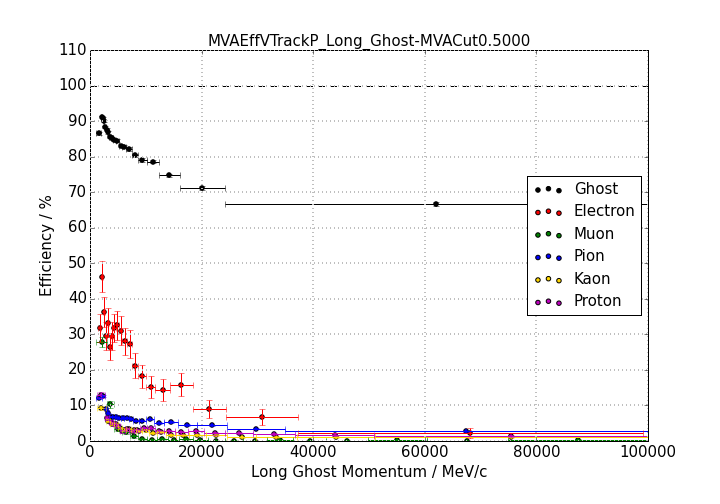 MVAEffVTrackP_Long_Ghost-MVACut0.5000
110
100
90
80
70
60
50
40
30
20
10
0
Efficiency / %
Ghost
Electron
Muon
Pion
Kaon
Proton
0 20000 40000 60000 80000 100000
Long Ghost Momentum / MeV/c